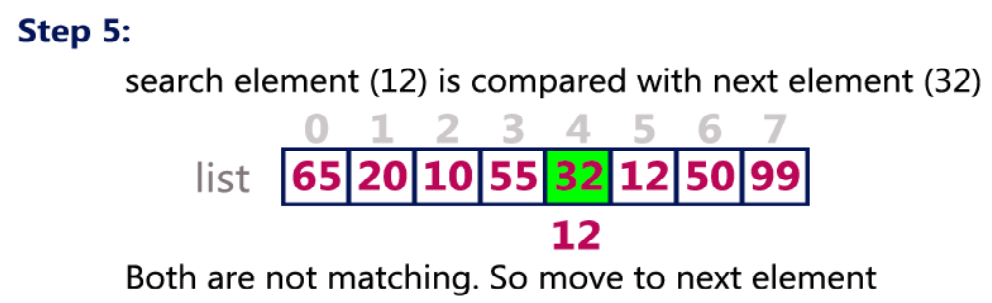 Step 5:
search element (12) is compared with next element (32)
0 1 2 3 4 5 6 7
list 65 20 10 55 32 12 50 99
12
Both are not matching. So move to next element